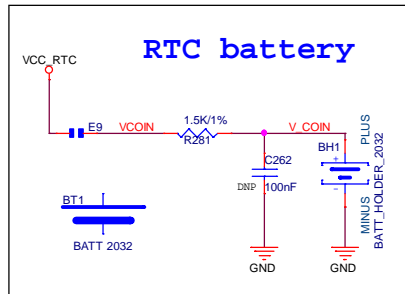 RTC battery
VCC_RTC
E9
VCOIN
1.5K/1%
R281
V_COIN
PLUS
C262
DNP
100nF
BH1
+
-
MINUS
BATT_HOLDER_2032
BT1
BATT 2032
GND
GND